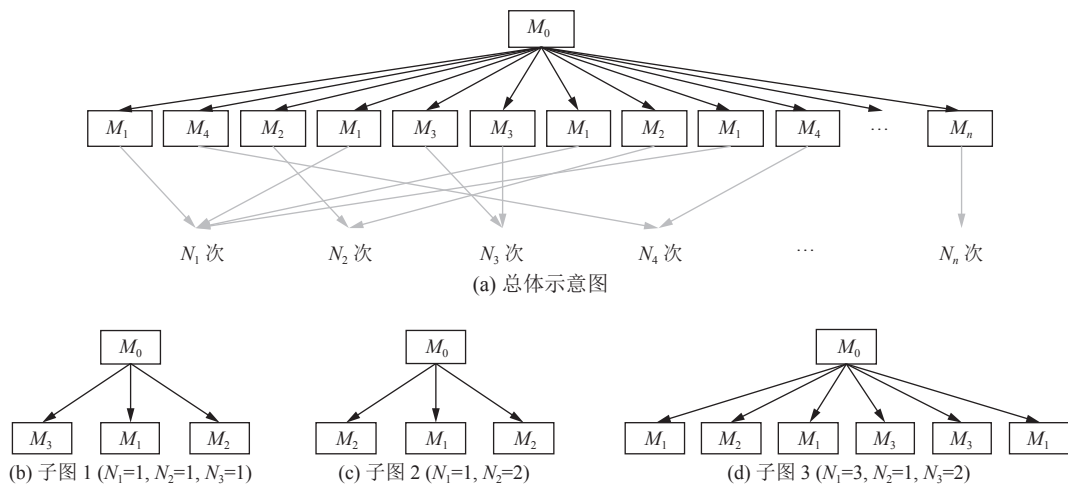 M₀
M₁ M₄ M₂ M₁ M₃ M₃ M₁ M₂ M₁ M₄ … Mₙ
N₁ 次 N₂ 次 N₃ 次 N₄ 次 … Nₙ 次
(a) 总体示意图
M₀ M₀ M₀
M₃ M₁ M₂ M₂ M₁ M₂ M₁ M₂ M₁ M₃ M₃ M₁
(b) 子图 1 (N₁=1, N₂=1, N₃=1) (c) 子图 2 (N₁=1, N₂=2) (d) 子图 3 (N₁=3, N₂=1, N₃=2)